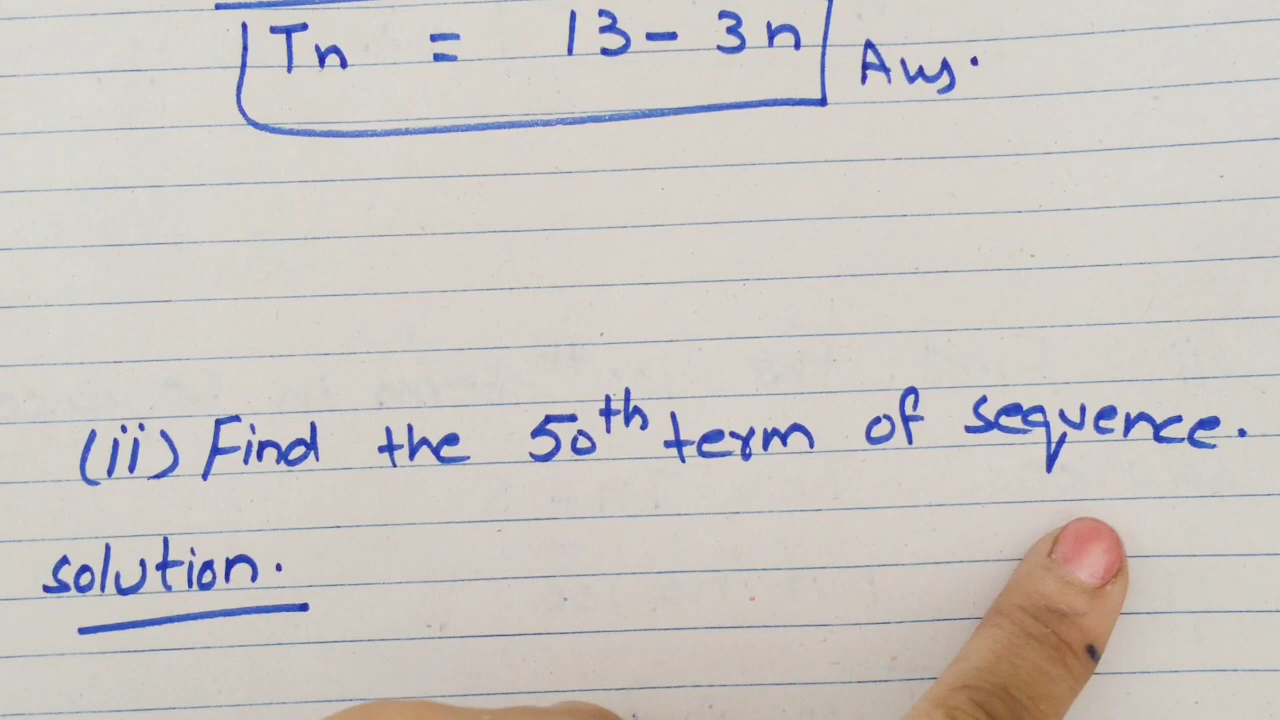 Tn = 13 - 3n Ans.
(ii) Find the 50th term of sequence.
solution.